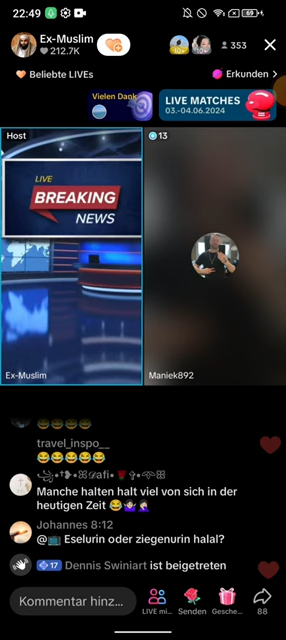 22:49
69
Ex-Muslim
212.7K
353
Beliebte LIVEs
Erkunden >
Vielen Dank
LIVE MATCHES
03.-04.06.2024
Host
13
LIVE
BREAKING
NEWS
Ex-Muslim
Maniek892
😂😂😂😂
travel_inspo__
😂😂😂😂😂
Manche halten halt viel von sich in der
heutigen Zeit 😂🤷🏻‍♀️🤦🏻‍♀️
Johannes 8:12
@📺 Eselurin oder ziegenurin halal?
17 Dennis Swiniart ist beigetreten
Kommentar hinz...
LIVE mi...
Senden
Gesche...
88